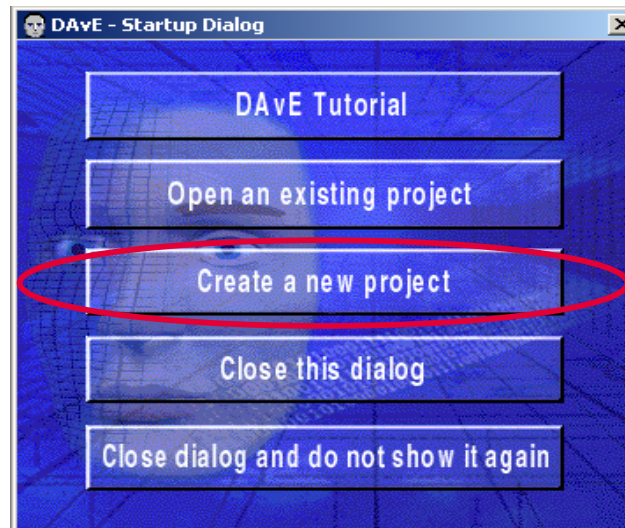 DAvE - Startup Dialog
DAvE Tutorial
Open an existing project
Create a new project
Close this dialog
Close dialog and do not show it again